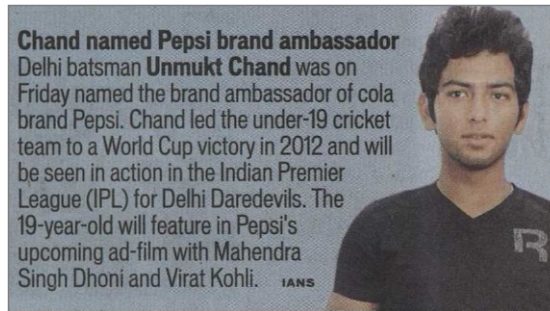 Chand named Pepsi brand ambassador
Delhi batsman Unmukt Chand was on
Friday named the brand ambassador of cola
brand Pepsi. Chand led the under-19 cricket
team to a World Cup victory in 2012 and will
be seen in action in the Indian Premier
League (IPL) for Delhi Daredevils. The
19-year-old will feature in Pepsi's
upcoming ad-film with Mahendra
Singh Dhoni and Virat Kohli. IANS
R